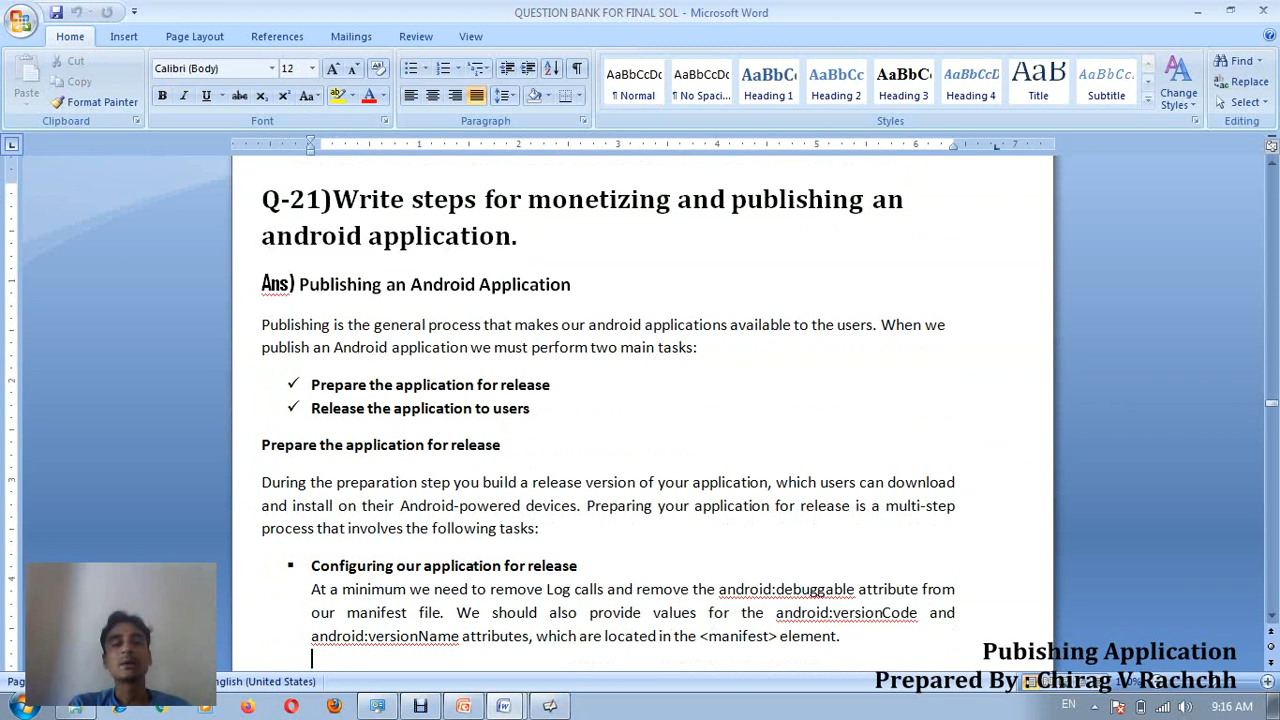 QUESTION BANK FOR FINAL SOL - Microsoft Word
Home Insert Page Layout References Mailings Review View
Cut
Copy
Paste
Format Painter
Clipboard
Calibri (Body) 12
Font
Paragraph
AaBbCcDc AaBbCcDc AaBbCc AaBbCc AaBbCc AaBbCc AaB AaBbCc
¶ Normal ¶ No Spaci... Heading 1 Heading 2 Heading 3 Heading 4 Title Subtitle
Change Styles
Styles
Find
Replace
Select
Editing
1 2 3 4 5 6 7
Q-21)Write steps for monetizing and publishing an
android application.
Ans) Publishing an Android Application
Publishing is the general process that makes our android applications available to the users. When we
publish an Android application we must perform two main tasks:
✓ Prepare the application for release
✓ Release the application to users
Prepare the application for release
During the preparation step you build a release version of your application, which users can download
and install on their Android-powered devices. Preparing your application for release is a multi-step
process that involves the following tasks:
▪ Configuring our application for release
At a minimum we need to remove Log calls and remove the android:debuggable attribute from
our manifest file. We should also provide values for the android:versionCode and
android:versionName attributes, which are located in the <manifest> element.
Pubishing Application
Prepared By : Chirag V Rachchh
English (United States)
EN 9:16 AM